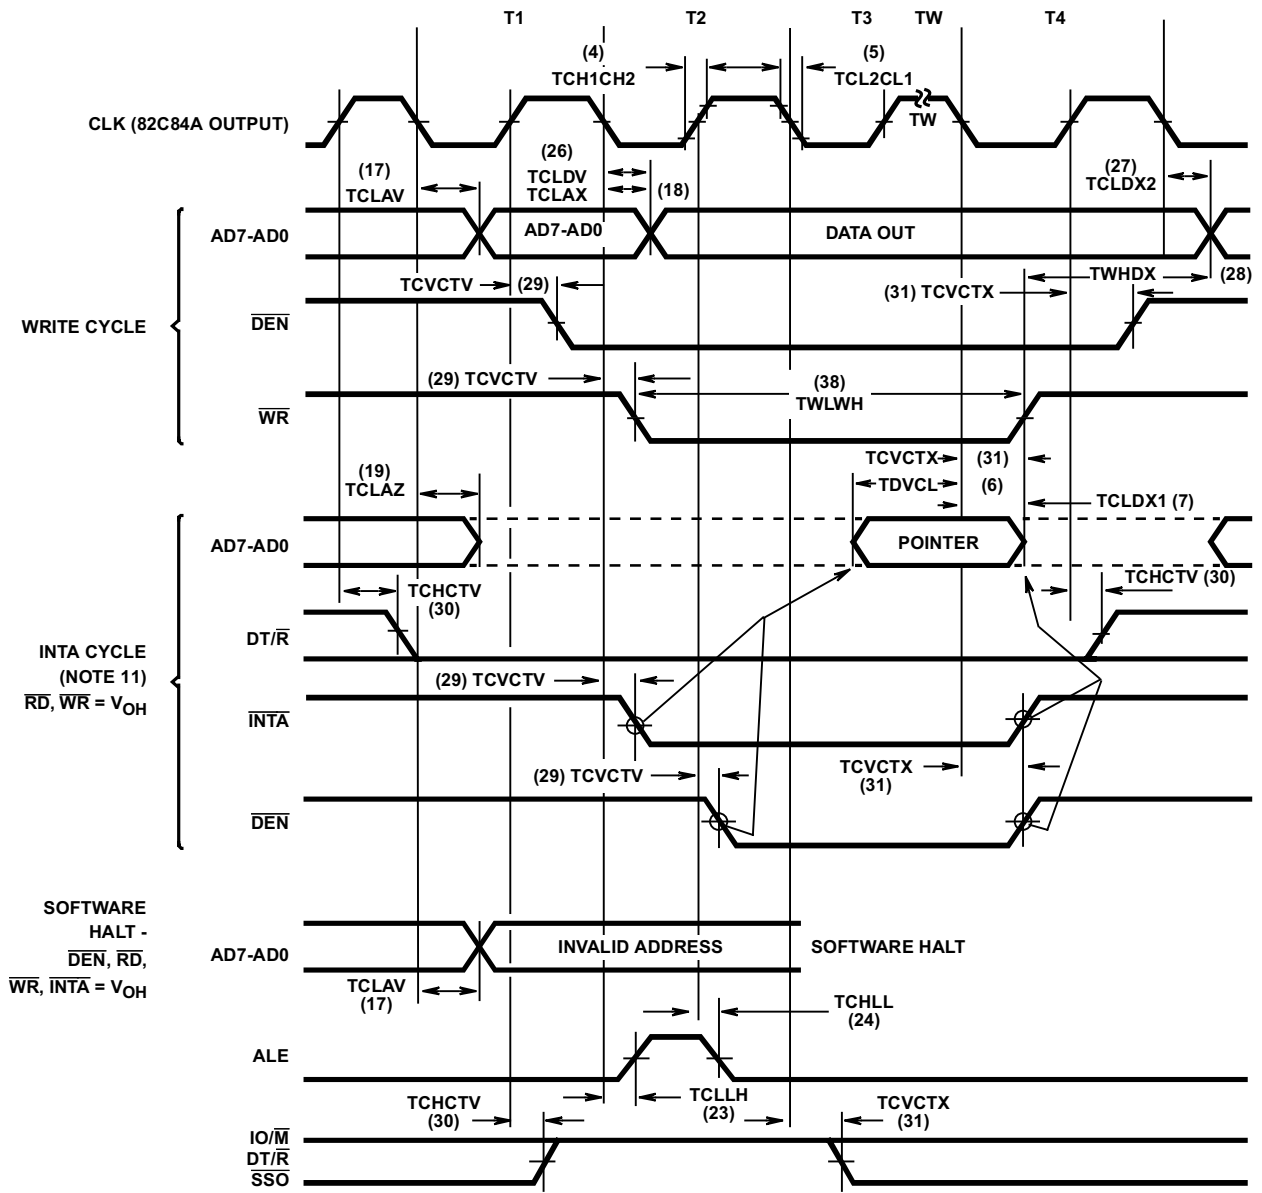 T1 T2 T3 TW T4
(4)
TCH1CH2
(5)
TCL2CL1
CLK (82C84A OUTPUT)
TW
(17)
TCLAV
(26)
TCLDV
TCLAX
(18)
(27)
TCLDX2
WRITE CYCLE
AD7-AD0
AD7-AD0
DATA OUT
TWHDX
(28)
TCVCTV
(29)
(31) TCVCTX
DEN
(29) TCVCTV
(38)
TWLWH
WR
TCVCTX
(31)
TDVCL
(6)
(19)
TCLAZ
TCLDX1 (7)
AD7-AD0
POINTER
TCHCTV
(30)
TCHCTV (30)
DT/R
INTA CYCLE
(NOTE 11)
RD, WR = VOH
(29) TCVCTV
INTA
(29) TCVCTV
TCVCTX
(31)
DEN
SOFTWARE
HALT -
DEN, RD,
WR, INTA = VOH
AD7-AD0
INVALID ADDRESS
SOFTWARE HALT
TCLAV
(17)
TCHLL
(24)
ALE
TCLLH
(23)
TCHCTV
(30)
TCVCTX
(31)
IO/M
DT/R
SSO